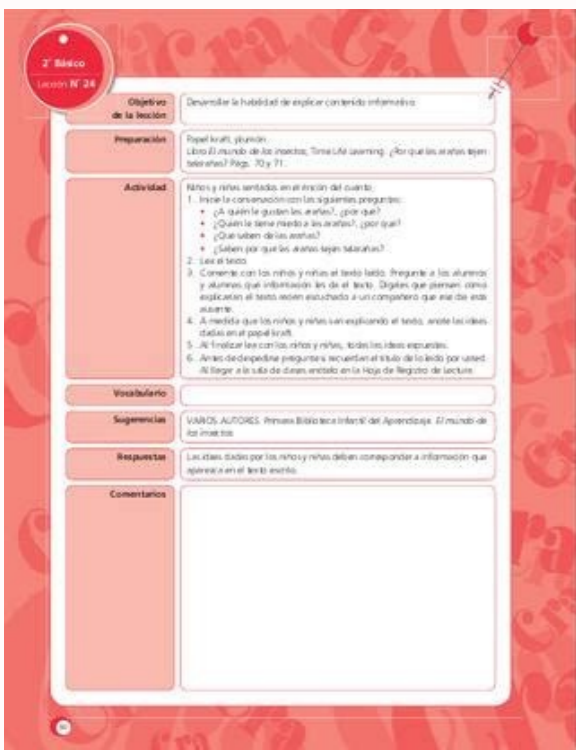 2° Básico
Lección N° 24
Objetivo
de la lección
Desarrollar la habilidad de explicar contenido informativo.
Preparación
Papel kraft, plumón.
Libro El mundo de los insectos, Time Life Learning. ¿Por qué las arañas tejen
telarañas? Págs. 70 y 71.
Actividad
Niños y niñas sentados en el rincón del cuento.
1. Inicie la conversación con las siguientes preguntas:
• ¿A quién le gustan las arañas?, ¿por qué?
• ¿Quién le tiene miedo a las arañas?, ¿por qué?
• ¿Qué saben de las arañas?
• ¿Saben por qué las arañas tejen telarañas?
2. Lea el texto.
3. Comente con los niños y niñas el texto leído. Pregunte a los alumnos
y alumnas qué información les da el texto. Dígales que piensen cómo
explicarían el texto recién escuchado a un compañero que ese día está
ausente.
4. A medida que los niños y niñas van explicando el texto, anote las ideas
dadas en el papel kraft.
5. Al finalizar lea con los niños y niñas, todas las ideas expuestas.
6. Antes de despedirse pregunte si recuerdan el título de lo leído por usted.
Al llegar a la sala de clases anótelo en la Hoja de Registro de Lectura.
Vocabulario
Sugerencias
VARIOS AUTORES. Primera Biblioteca Infantil del Aprendizaje. El mundo de
los insectos.
Respuestas
Las ideas dadas por los niños y niñas deben corresponder a información que
aparezca en el texto escrito.
Comentarios